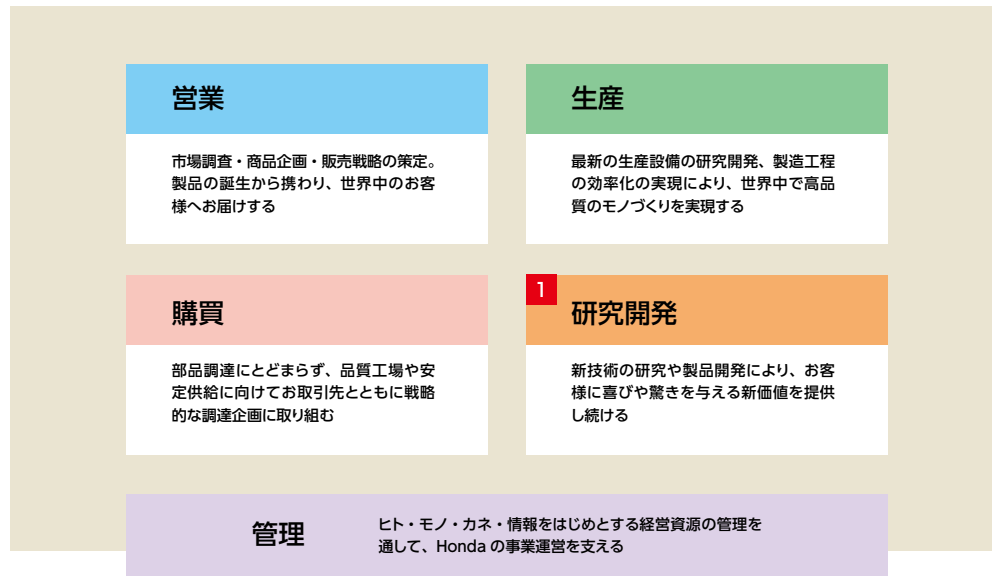 営業
市場調査・商品企画・販売戦略の策定。
製品の誕生から携わり、世界中のお客
様へお届けする
生産
最新の生産設備の研究開発、製造工程
の効率化の実現により、世界中で高品
質のモノづくりを実現する
購買
部品調達にとどまらず、品質工場や安
定供給に向けてお取引先とともに戦略
的な調達企画に取り組む
1
研究開発
新技術の研究や製品開発により、お客
様に喜びや驚きを与える新価値を提供
し続ける
管理
ヒト・モノ・カネ・情報をはじめとする経営資源の管理を
通して、Honda の事業運営を支える